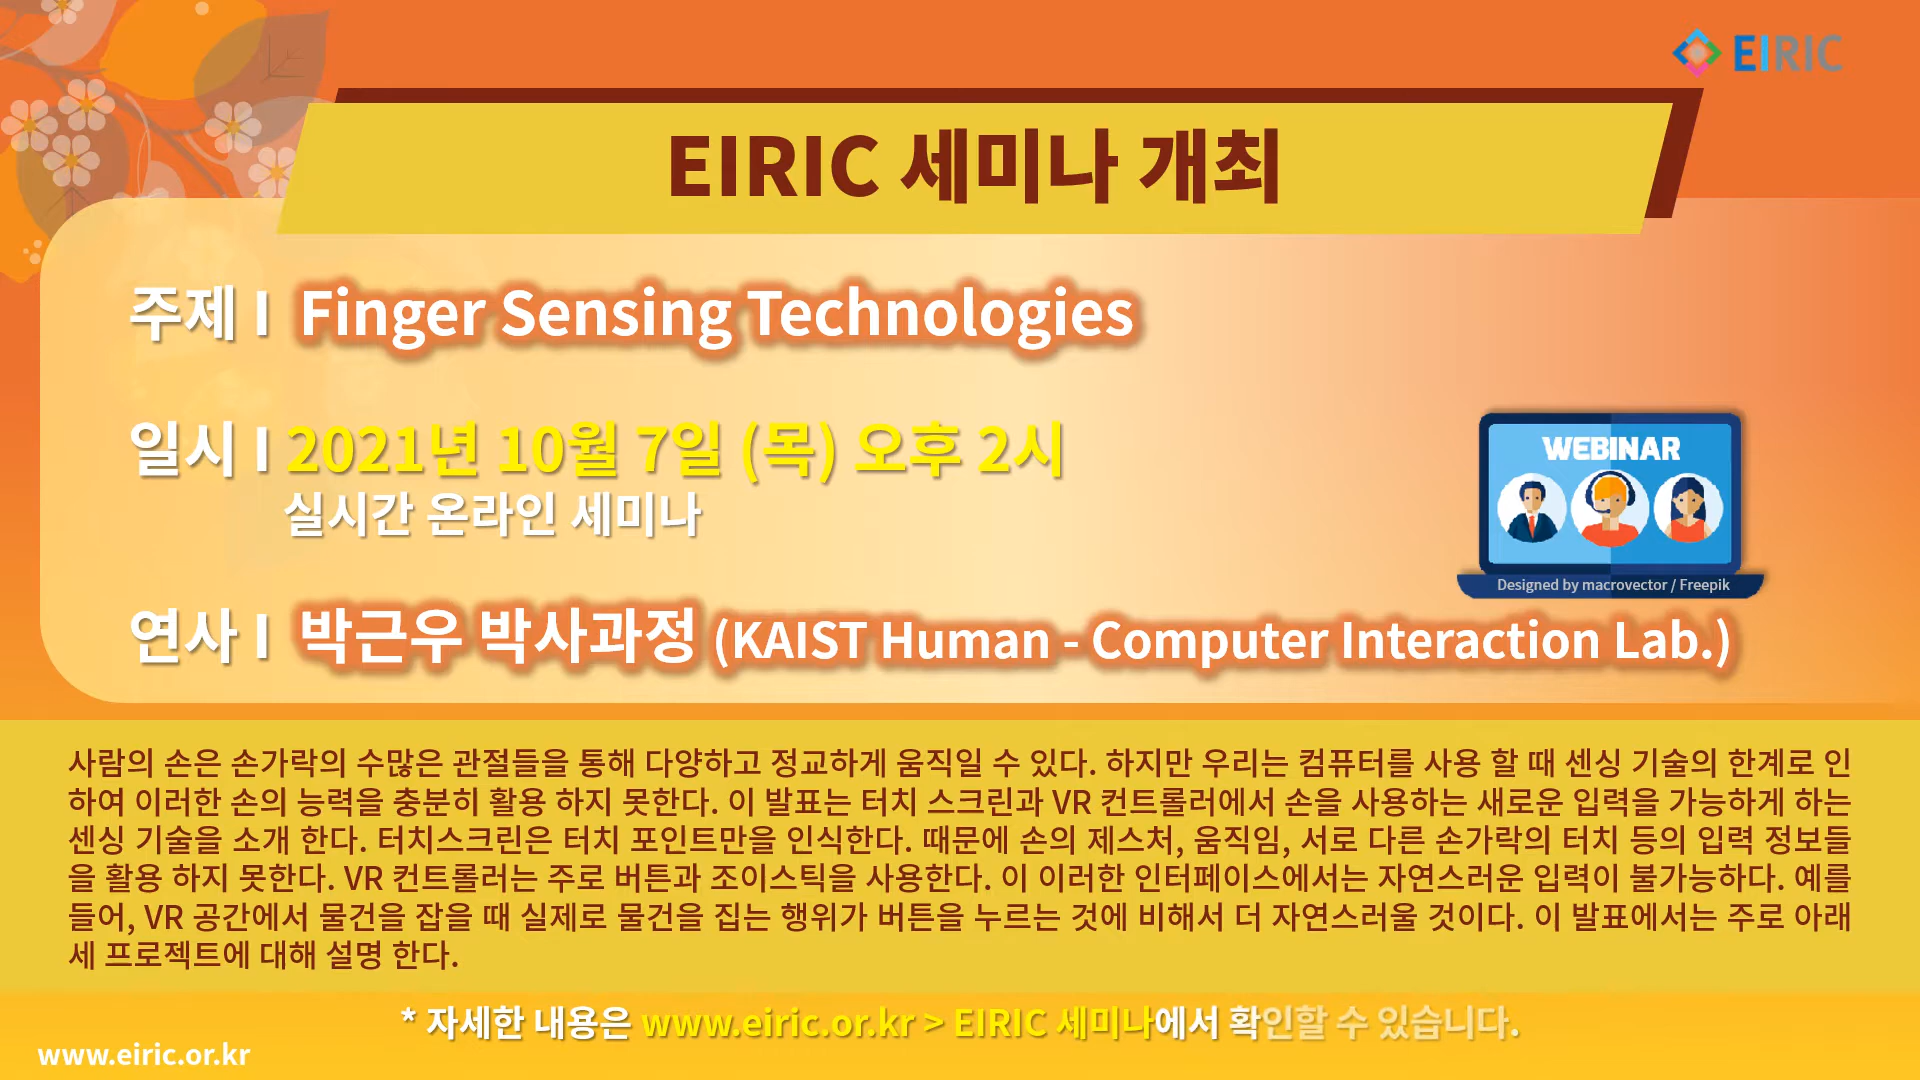 EIRIC
EIRIC 세미나 개최
주제 I Finger Sensing Technologies
일시 I 2021년 10월 7일 (목) 오후 2시
실시간 온라인 세미나
WEBINAR
Designed by macrovector / Freepik
연사 I 박근우 박사과정 (KAIST Human - Computer Interaction Lab.)
사람의 손은 손가락의 수많은 관절들을 통해 다양하고 정교하게 움직일 수 있다. 하지만 우리는 컴퓨터를 사용 할 때 센싱 기술의 한계로 인
하여 이러한 손의 능력을 충분히 활용 하지 못한다. 이 발표는 터치 스크린과 VR 컨트롤러에서 손을 사용하는 새로운 입력을 가능하게 하는
센싱 기술을 소개 한다. 터치스크린은 터치 포인트만을 인식한다. 때문에 손의 제스처, 움직임, 서로 다른 손가락의 터치 등의 입력 정보들
을 활용 하지 못한다. VR 컨트롤러는 주로 버튼과 조이스틱을 사용한다. 이 이러한 인터페이스에서는 자연스러운 입력이 불가능하다. 예를
들어, VR 공간에서 물건을 잡을 때 실제로 물건을 집는 행위가 버튼을 누르는 것에 비해서 더 자연스러울 것이다. 이 발표에서는 주로 아래
세 프로젝트에 대해 설명 한다.
* 자세한 내용은 www.eiric.or.kr > EIRIC 세미나에서 확인할 수 있습니다.
www.eiric.or.kr